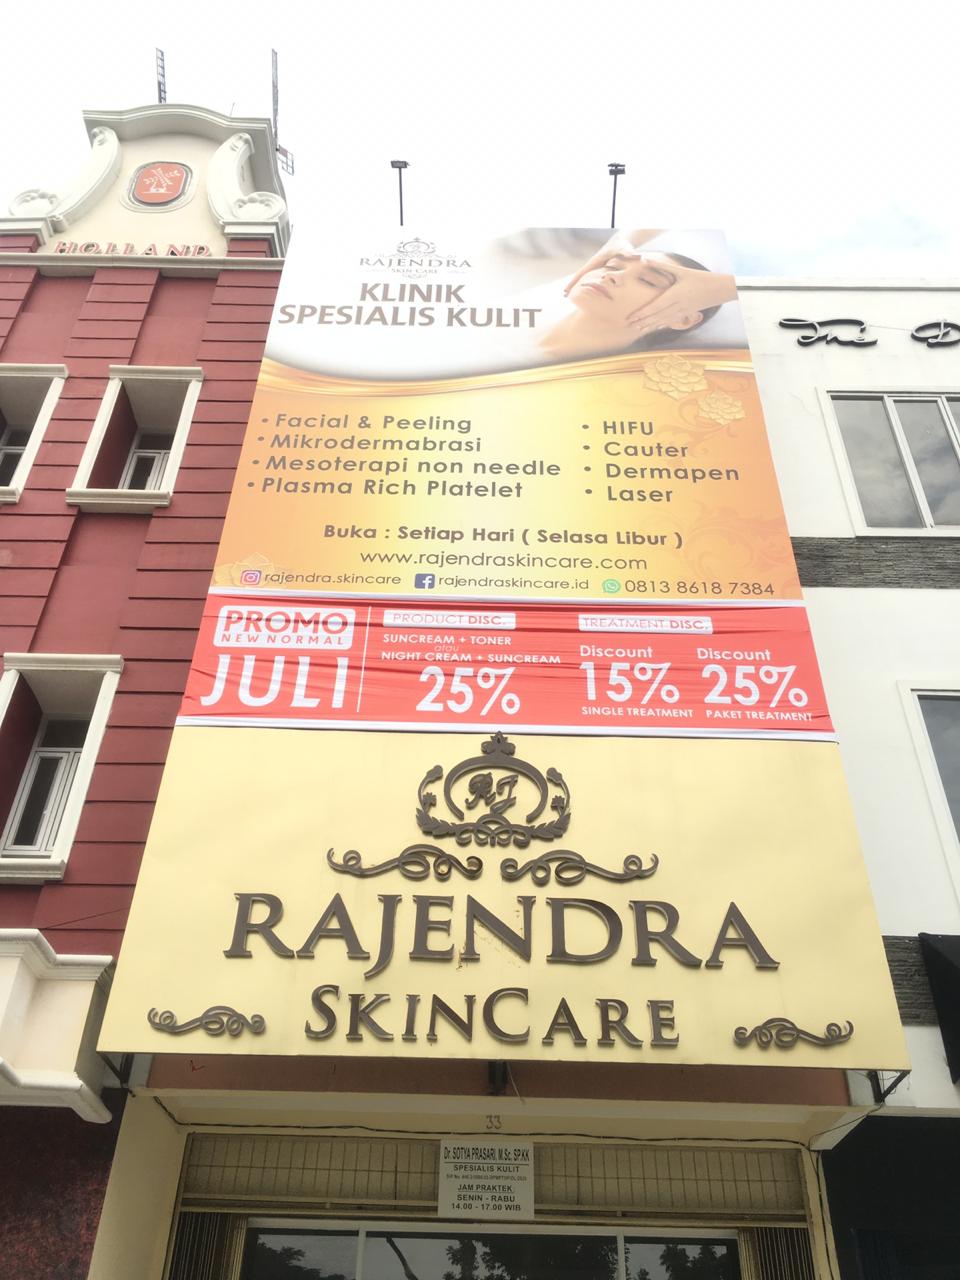 HOLLAND
RAJENDRA
SKIN CARE
KLINIK
SPESIALIS KULIT
• Facial & Peeling
• Mikrodermabrasi
• Mesoterapi non needle
• Plasma Rich Platelet
• HIFU
• Cauter
• Dermapen
• Laser
Buka : Setiap Hari ( Selasa Libur )
www.rajendraskincare.com
rajendra.skincare rajendraskincare.id 0813 8618 7384
PROMO
NEW NORMAL
JULI
PRODUCT DISC.
SUNCREAM + TONER
atau
NIGHT CREAM + SUNCREAM
25%
TREATMENT DISC.
Discount
15%
SINGLE TREATMENT
Discount
25%
PAKET TREATMENT
The D
RJ
RAJENDRA
SKINCARE
33
Dr. SOTYA PRASARI, M.Sc, SP.KK
SPESIALIS KULIT
JAM PRAKTEK
SENIN - RABU
14.00 - 17.00 WIB